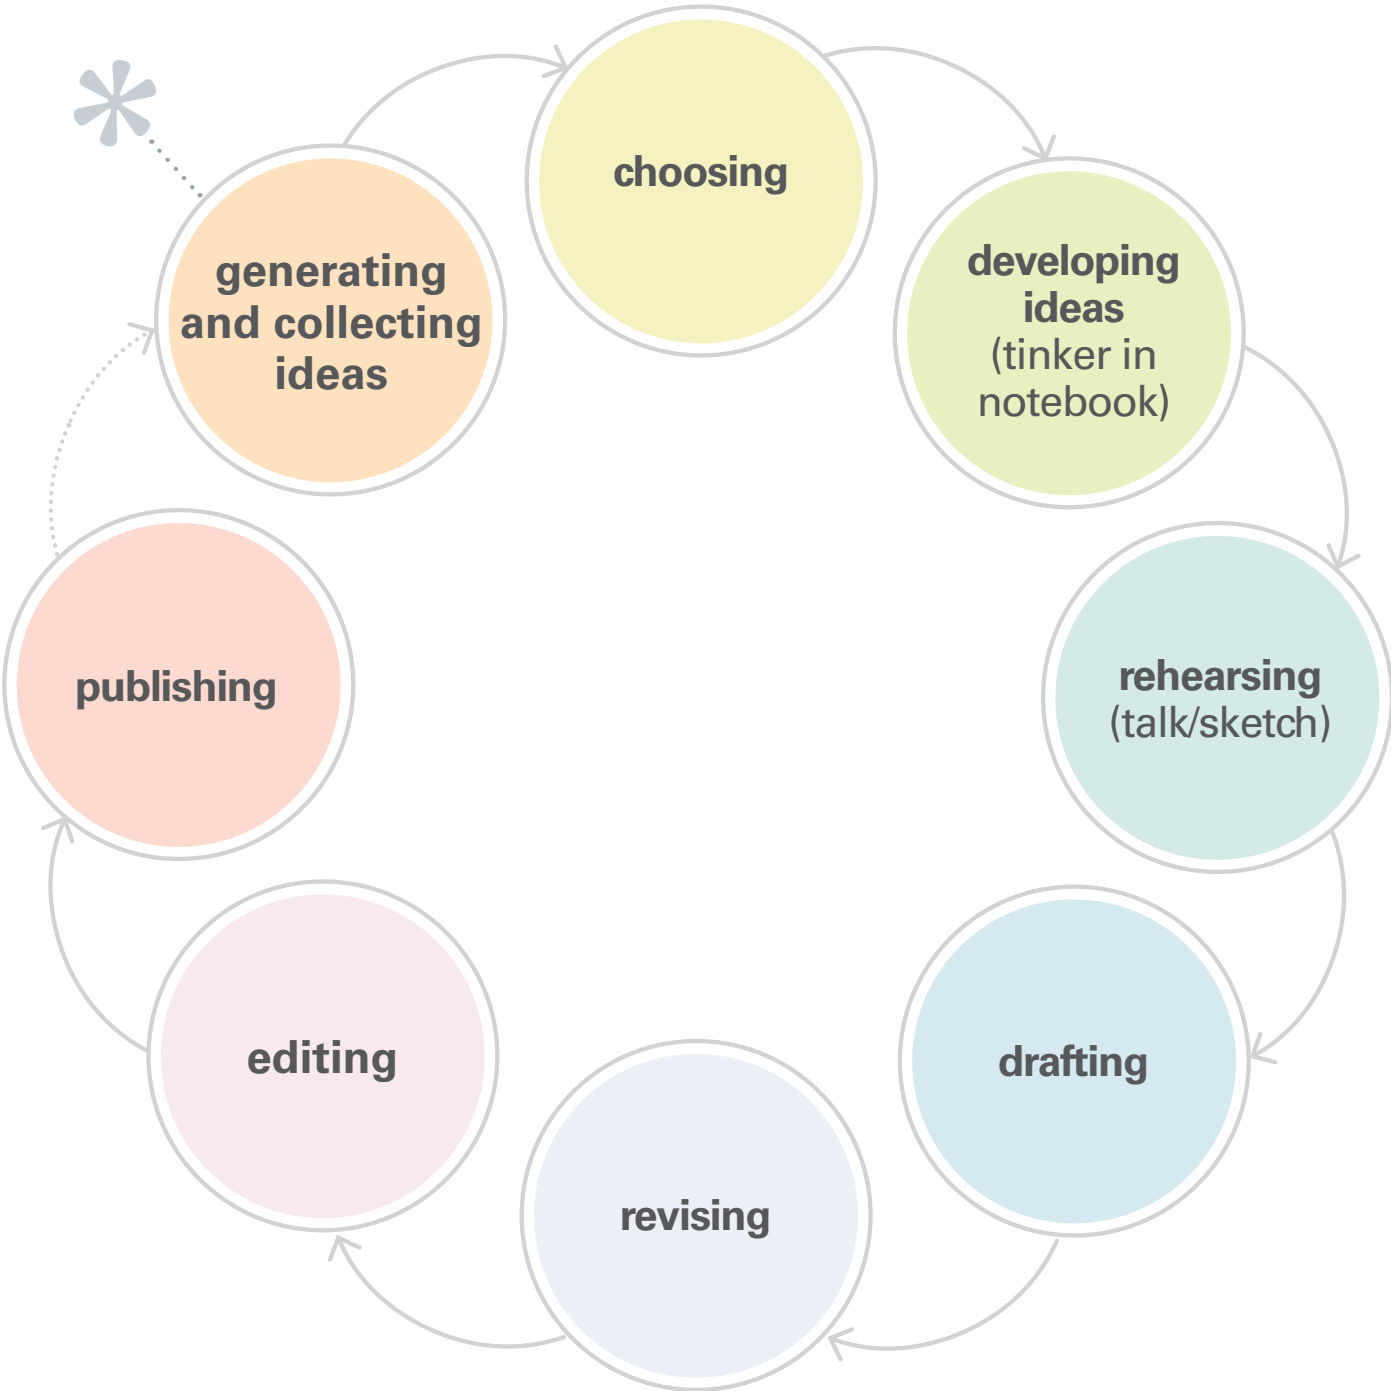 generating
and collecting
ideas
choosing
developing
ideas
(tinker in
notebook)
rehearsing
(talk/sketch)
drafting
revising
editing
publishing